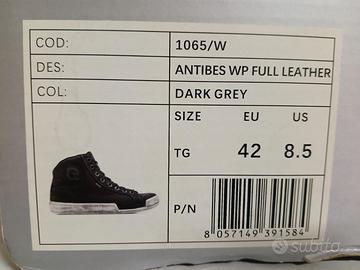 COD: 1065/W
DES: ANTIBES WP FULL LEATHER
COL: DARK GREY
SIZE EU US
TG 42 8.5
P/N
8 057149 391584
subito